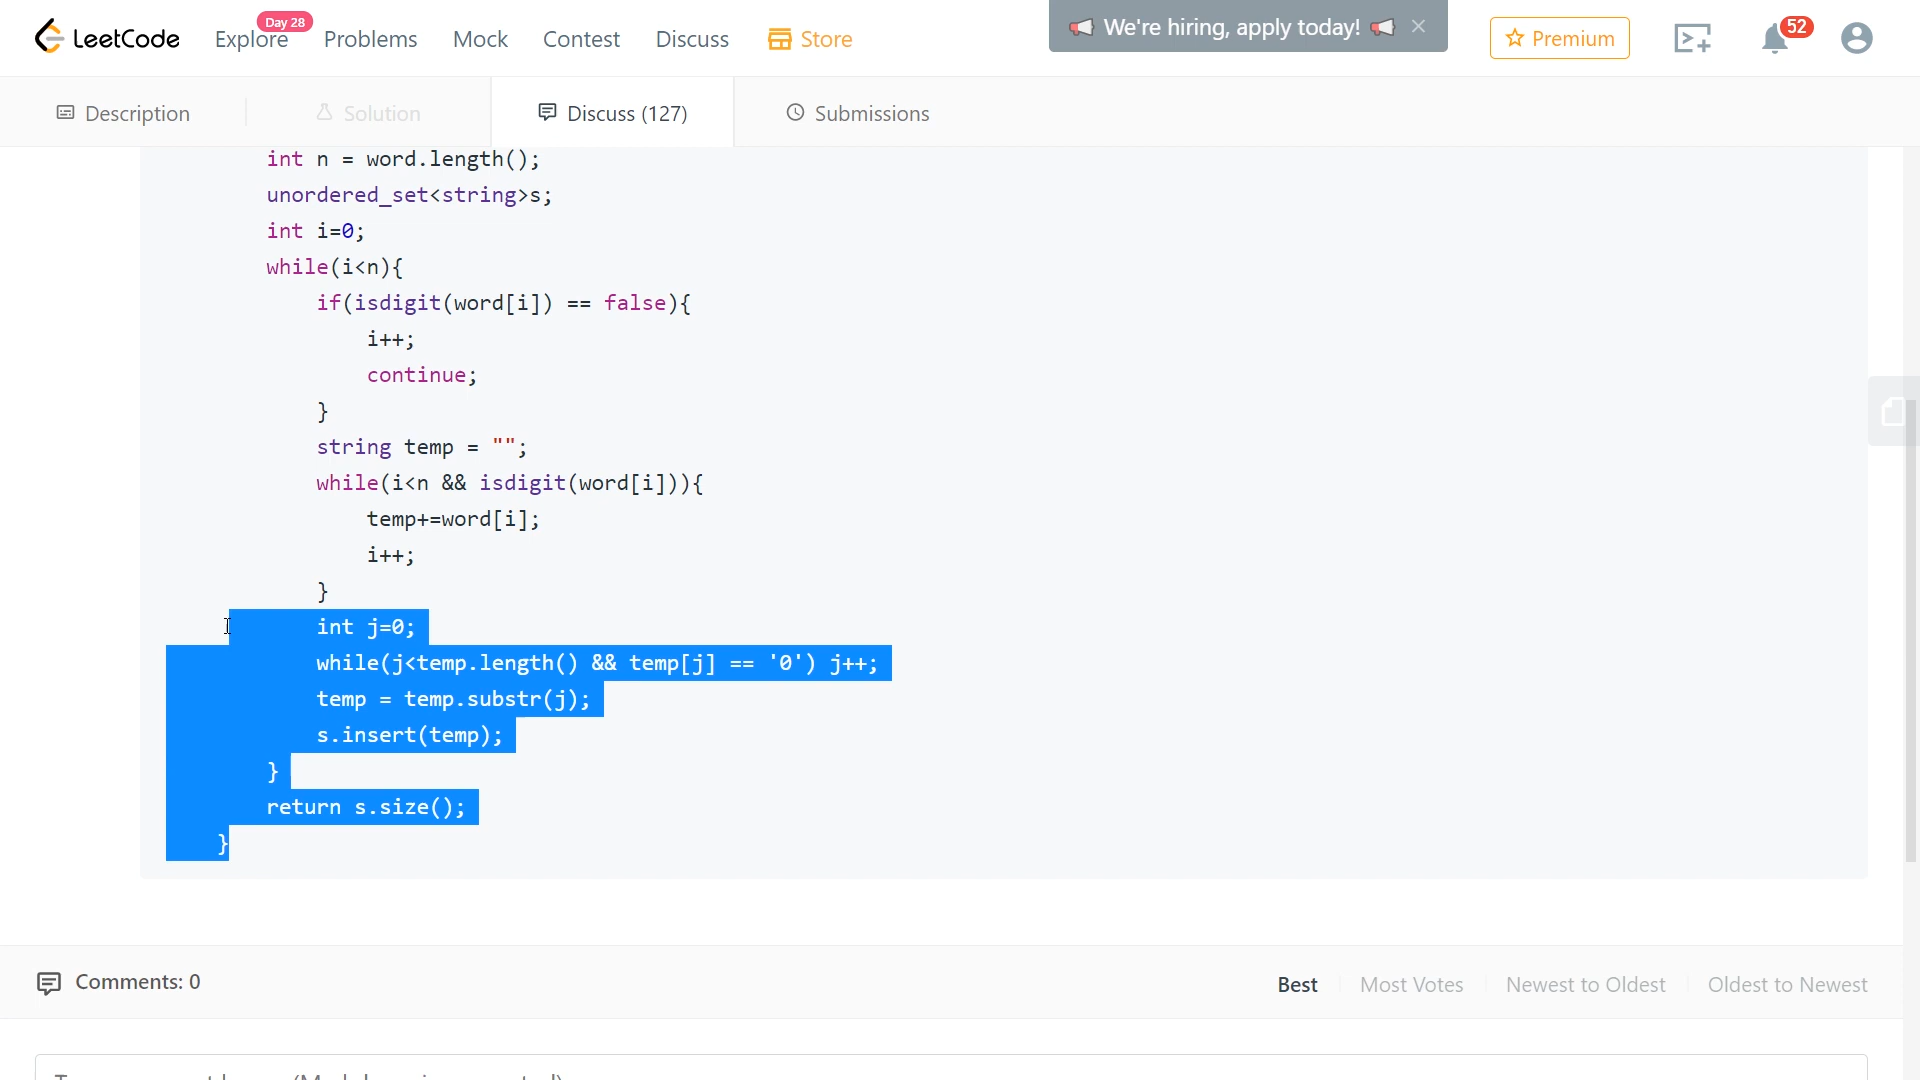 Day 28
LeetCode Explore Problems Mock Contest Discuss Store We're hiring, apply today! Premium 52
Description Solution Discuss (127) Submissions
int n = word.length();
unordered_set<string>s;
int i=0;
while(i<n){
if(isdigit(word[i]) == false){
i++;
continue;
}
string temp = "";
while(i<n && isdigit(word[i])){
temp+=word[i];
i++;
}
int j=0;
while(j<temp.length() && temp[j] == '0') j++;
temp = temp.substr(j);
s.insert(temp);
}
return s.size();
}
Comments: 0 Best Most Votes Newest to Oldest Oldest to Newest